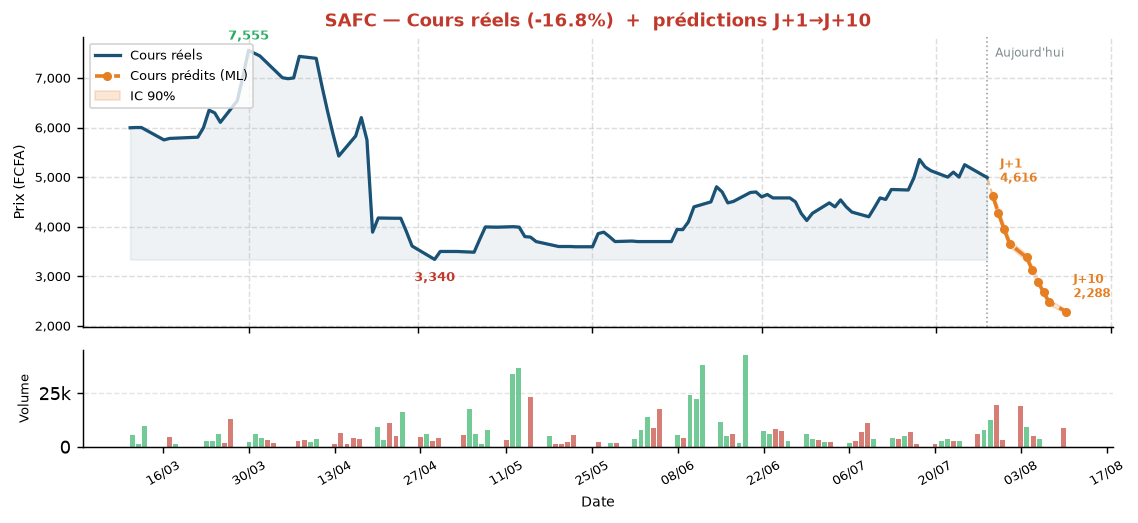 SAFC — Cours réels (-16.8%)  +  prédictions J+1→J+10
7,555
Cours réels
Cours prédits (ML)
IC 90%
Aujourd'hui
J+1
4,616
3,340
J+10
2,288
Prix (FCFA)
7,000
6,000
5,000
4,000
3,000
2,000
Volume
25k
0
16/03
30/03
13/04
27/04
11/05
25/05
08/06
22/06
06/07
20/07
03/08
17/08
Date